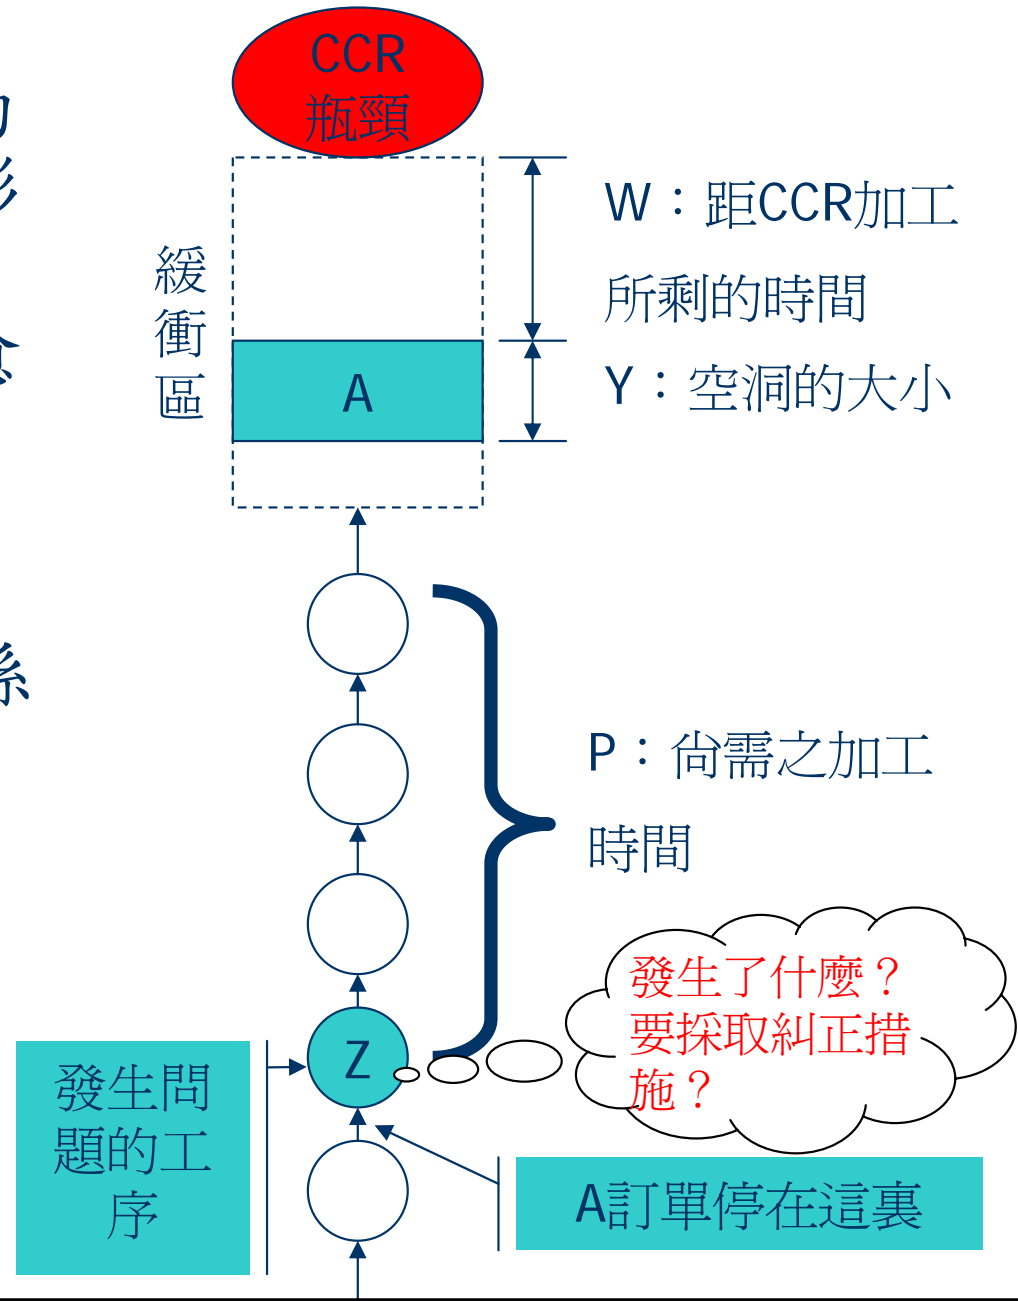 CCR
瓶頸
緩
衝
區
W：距CCR加工
所剩的時間
A
Y：空洞的大小
P：尚需之加工
時間
發生了什麼？
要採取糾正措
施？
Z
發生問
題的工
序
A訂單停在這裏